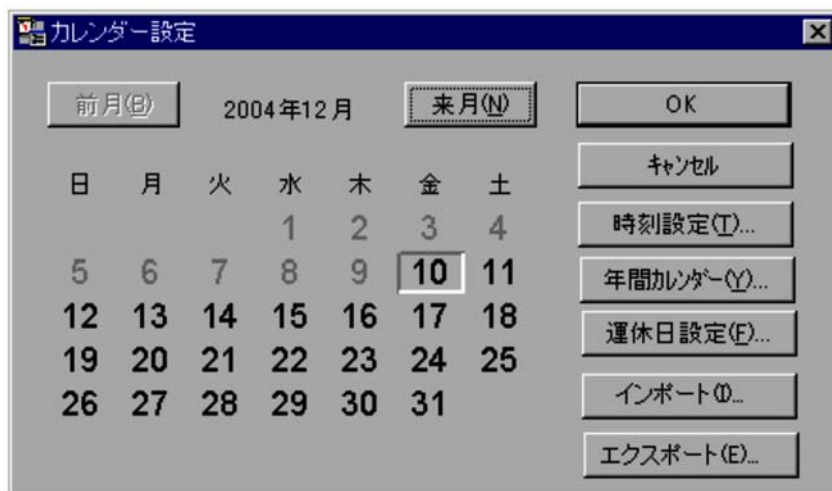 カレンダー設定
前月(B) 2004年12月 来月(N) OK
キャンセル
日 月 火 水 木 金 土
1 2 3 4
時刻設定(T)...
5 6 7 8 9 10 11
年間カレンダー(Y)...
12 13 14 15 16 17 18
運休日設定(F)...
19 20 21 22 23 24 25
26 27 28 29 30 31
インポート(I)...
エクスポート(E)...